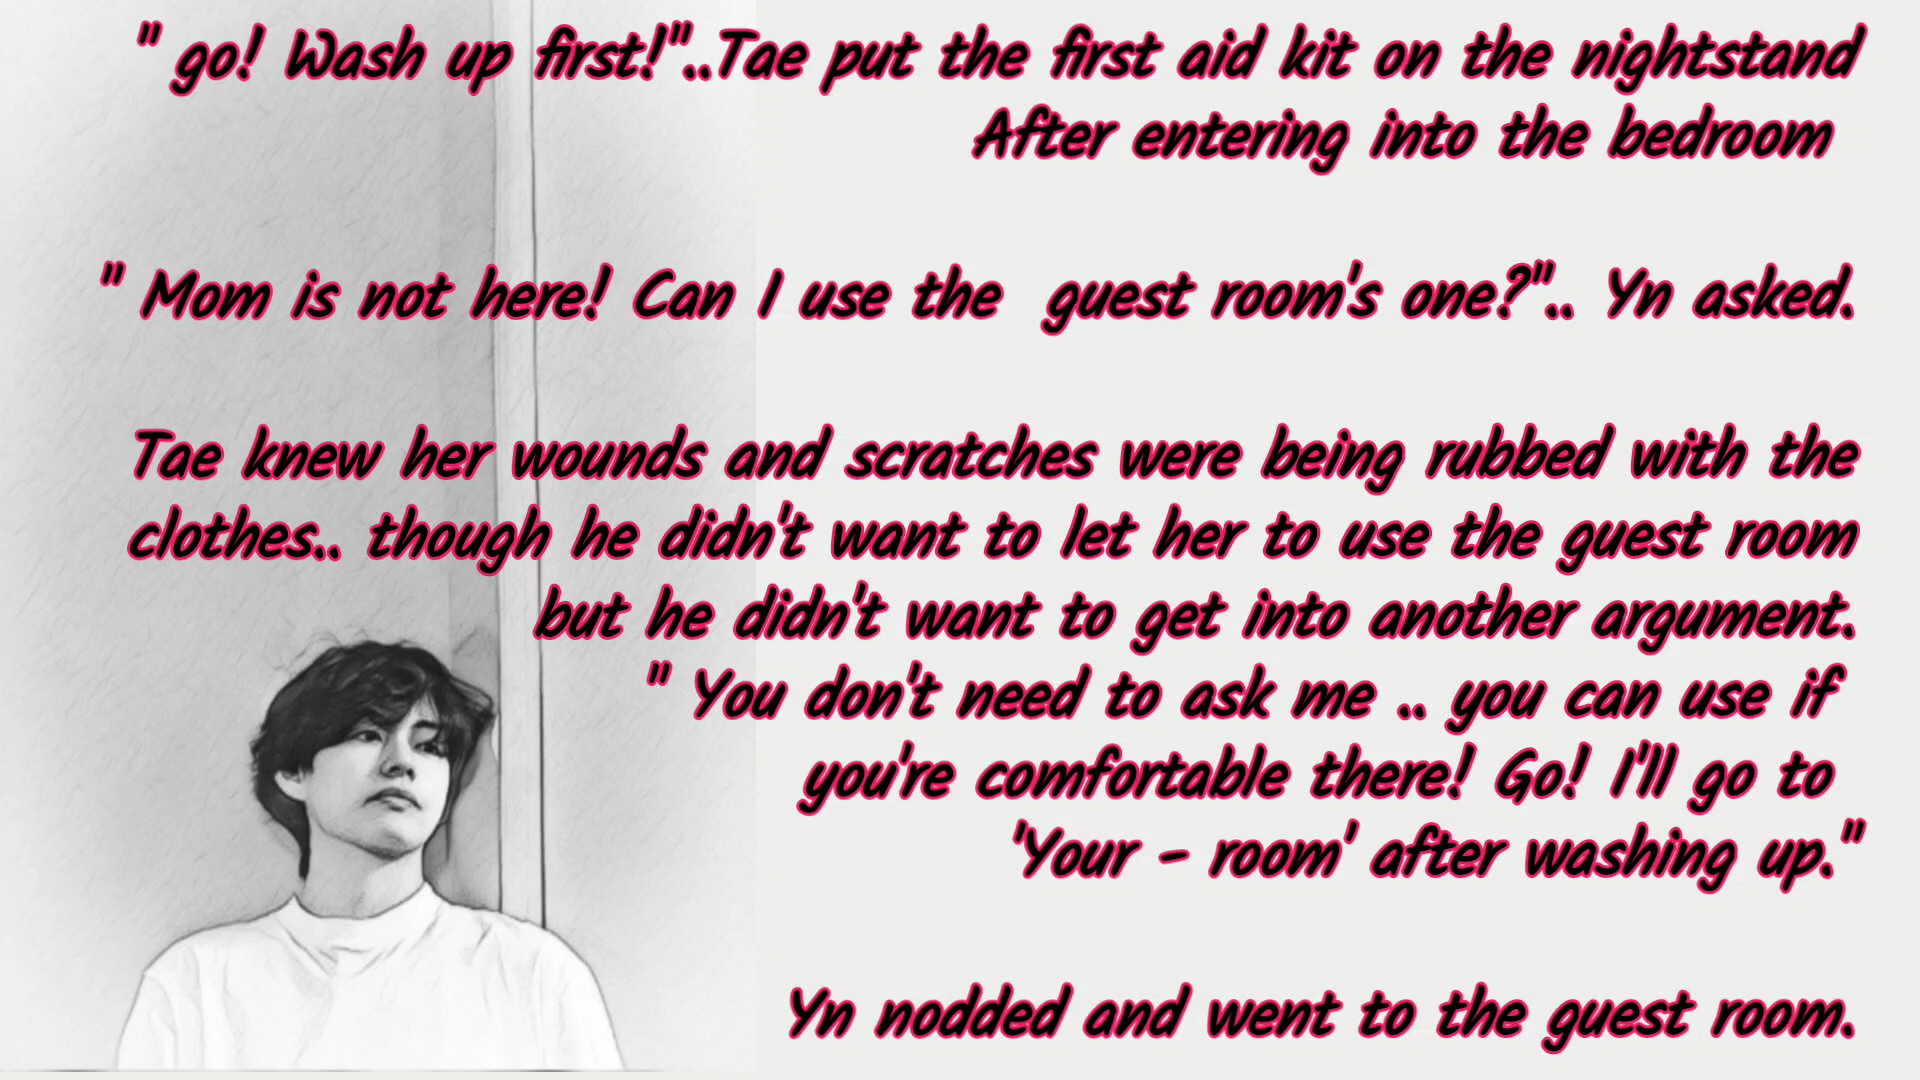 " go! Wash up first!"..Tae put the first aid kit on the nightstand
After entering into the bedroom
" Mom is not here! Can I use the guest room's one?".. Yn asked.
Tae knew her wounds and scratches were being rubbed with the
clothes.. though he didn't want to let her to use the guest room
but he didn't want to get into another argument.
" You don't need to ask me .. you can use if
you're comfortable there! Go! I'll go to
'Your - room' after washing up."
Yn nodded and went to the guest room.